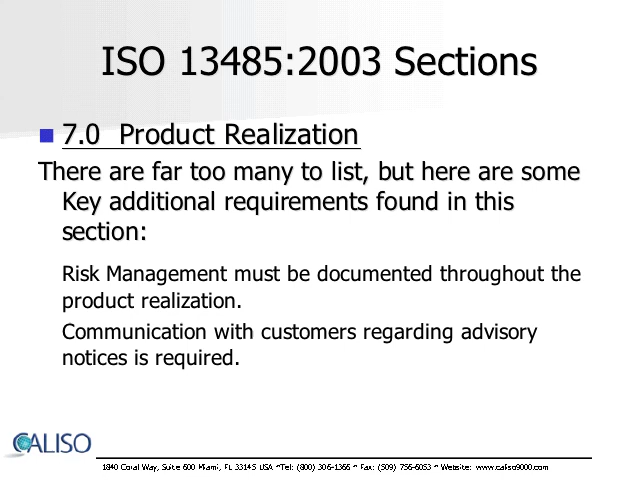 ISO 13485:2003 Sections
7.0 Product Realization
There are far too many to list, but here are some
Key additional requirements found in this
section:
Risk Management must be documented throughout the
product realization.
Communication with customers regarding advisory
notices is required.
CALISO
1840 Coral Way, Suite 600 Miami, FL 33145 USA ~Tel: (800) 306-1366 ~ Fax: (509) 756-6053 ~ Website: www.caliso9000.com